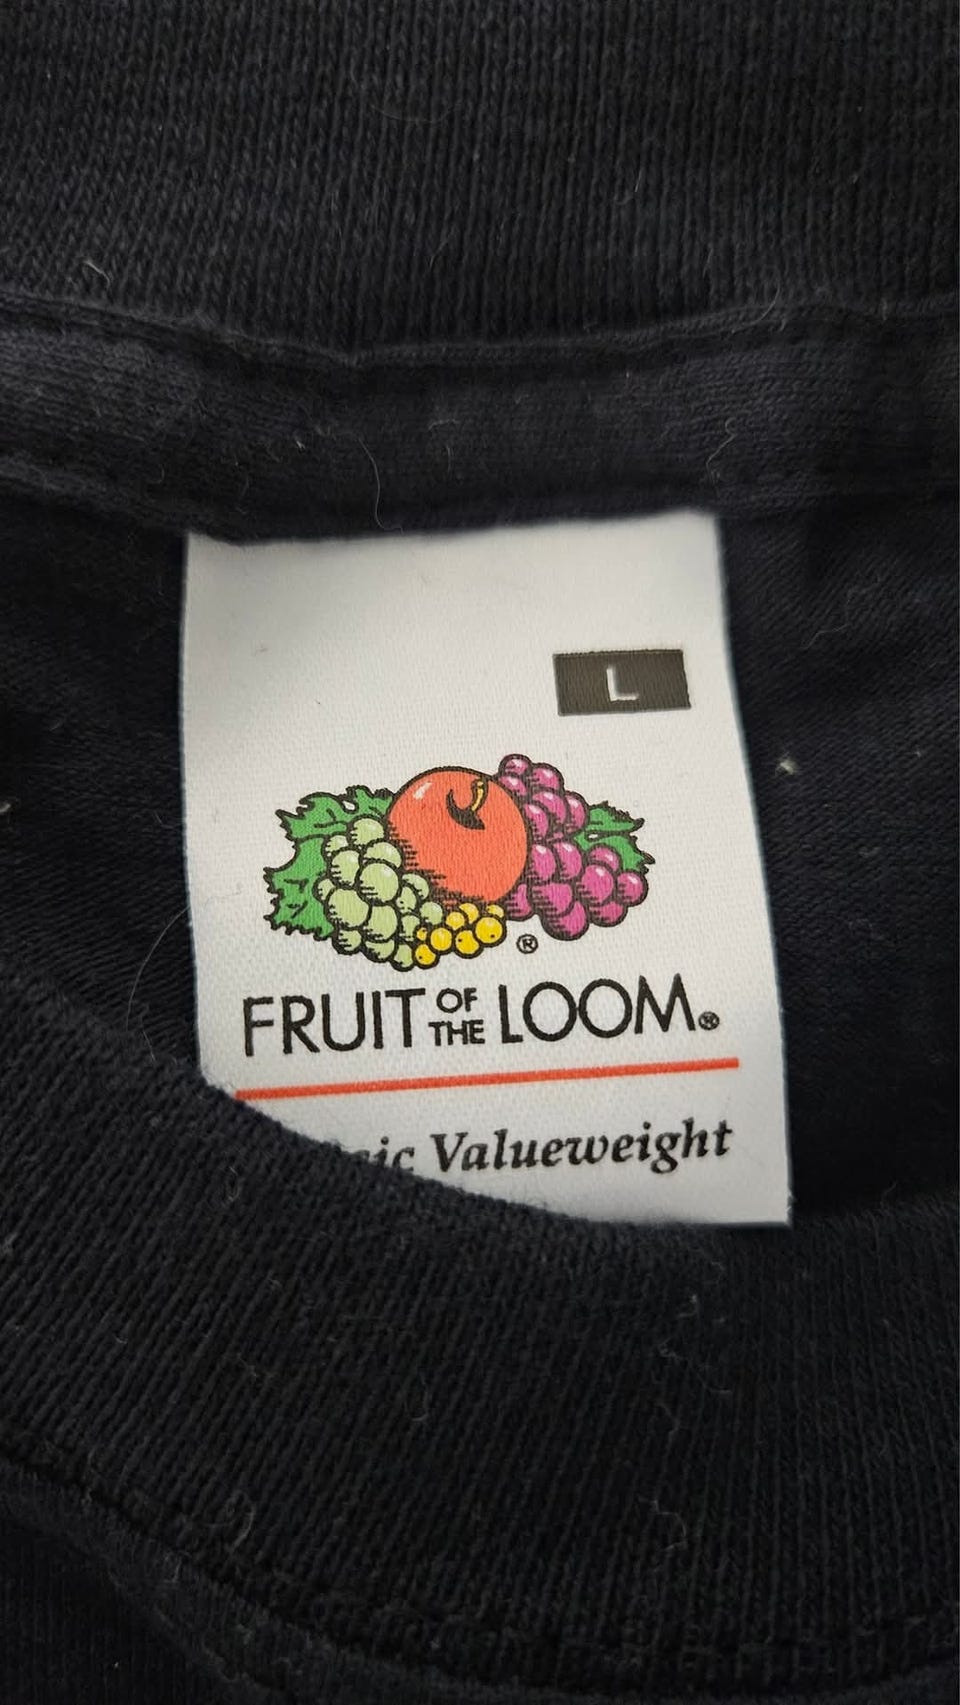 L
®
FRUIT OF THE LOOM®
Valueweight